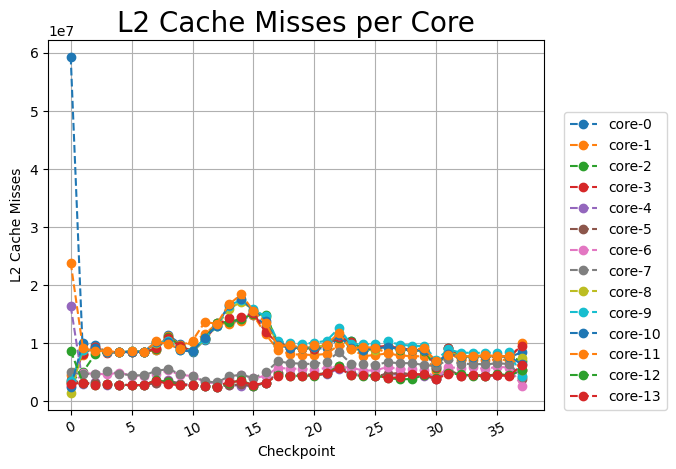 L2 Cache Misses per Core
1e7
6
5
4
3
2
1
0
L2 Cache Misses
0
5
10
15
20
25
30
35
Checkpoint
core-0
core-1
core-2
core-3
core-4
core-5
core-6
core-7
core-8
core-9
core-10
core-11
core-12
core-13